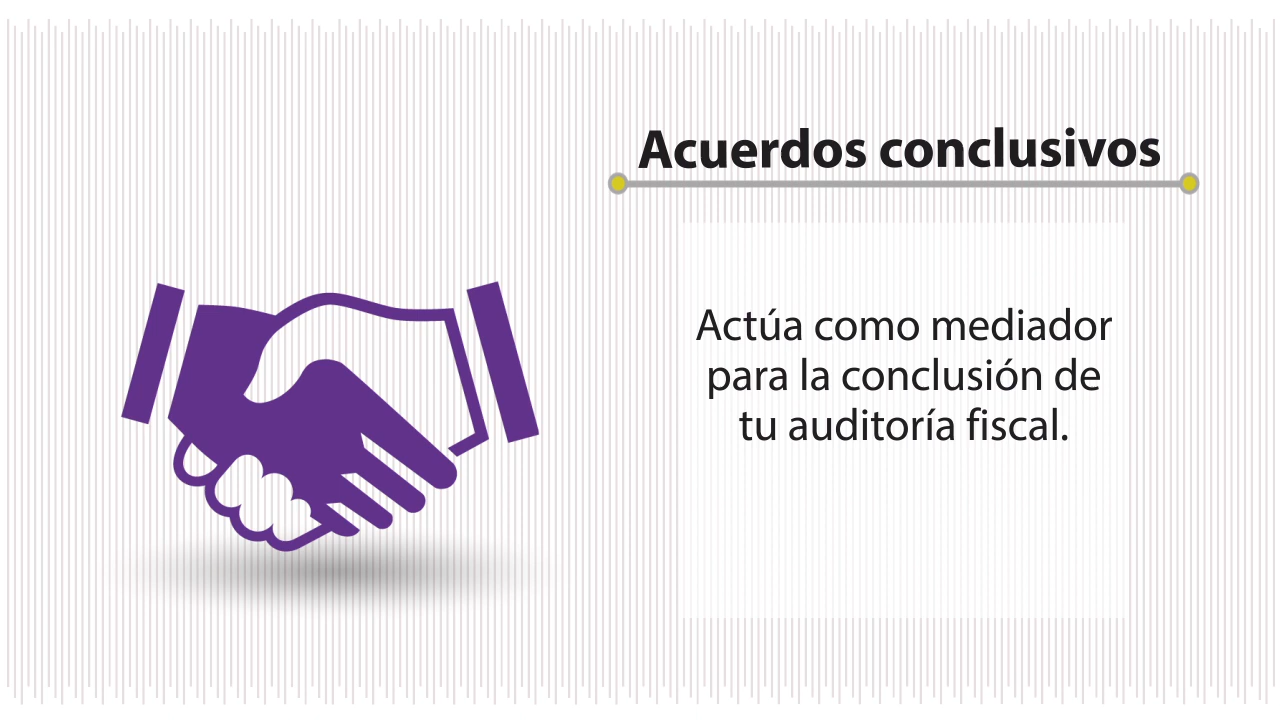 Acuerdos conclusivos
Actúa como mediador
para la conclusión de
tu auditoría fiscal.